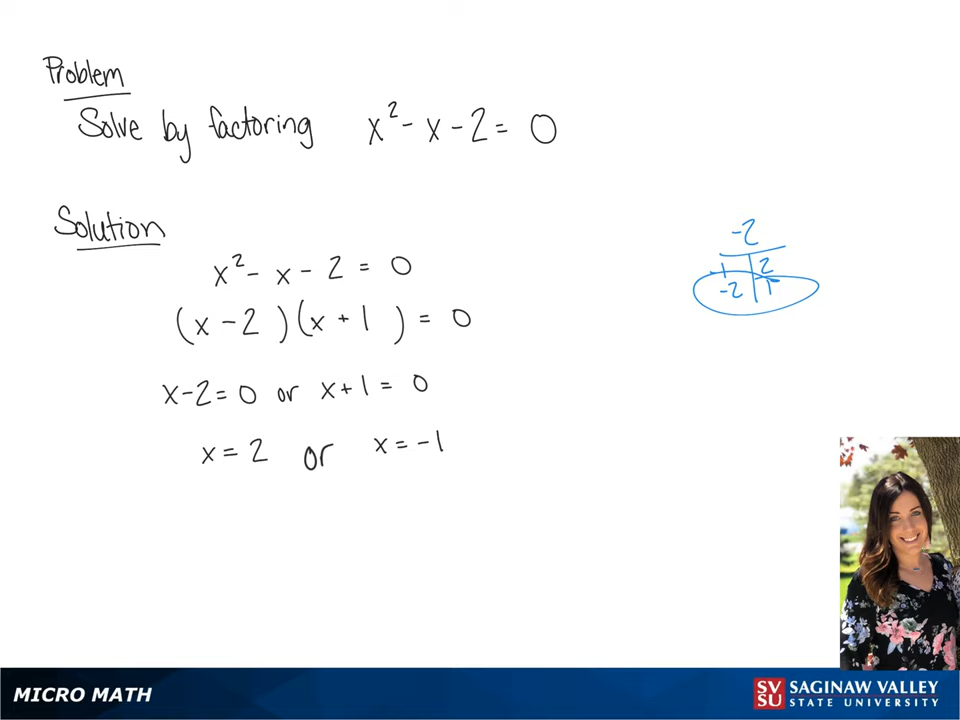 Problem
Solve by factoring x² - x - 2 = 0
Solution
x² - x - 2 = 0
(x - 2)(x + 1) = 0
x - 2 = 0 or x + 1 = 0
x = 2 or x = -1
-2
-1 2
-2 1
MICRO MATH
SV
SU
SAGINAW VALLEY
STATE UNIVERSITY